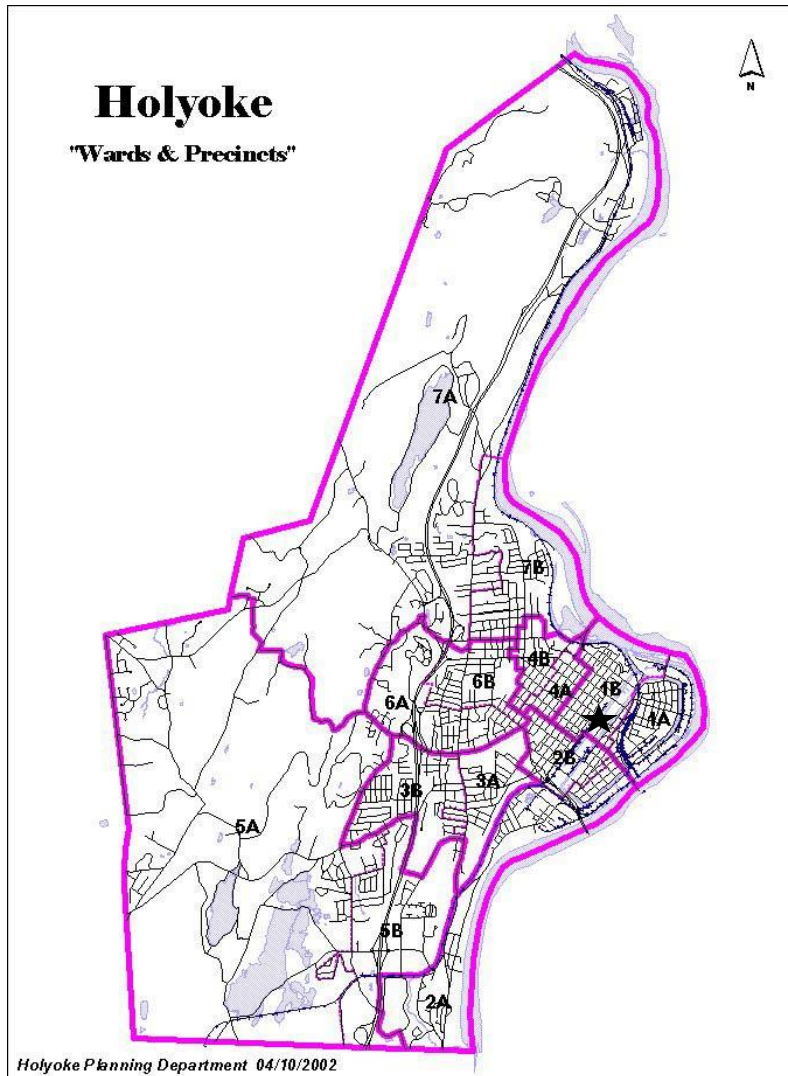 Holyoke
"Wards & Precincts"
N
7A
7B
4B
6B
4A
1B
6A
1A
2B
3A
3B
5A
5B
2A
Holyoke Planning Department 04/10/2002